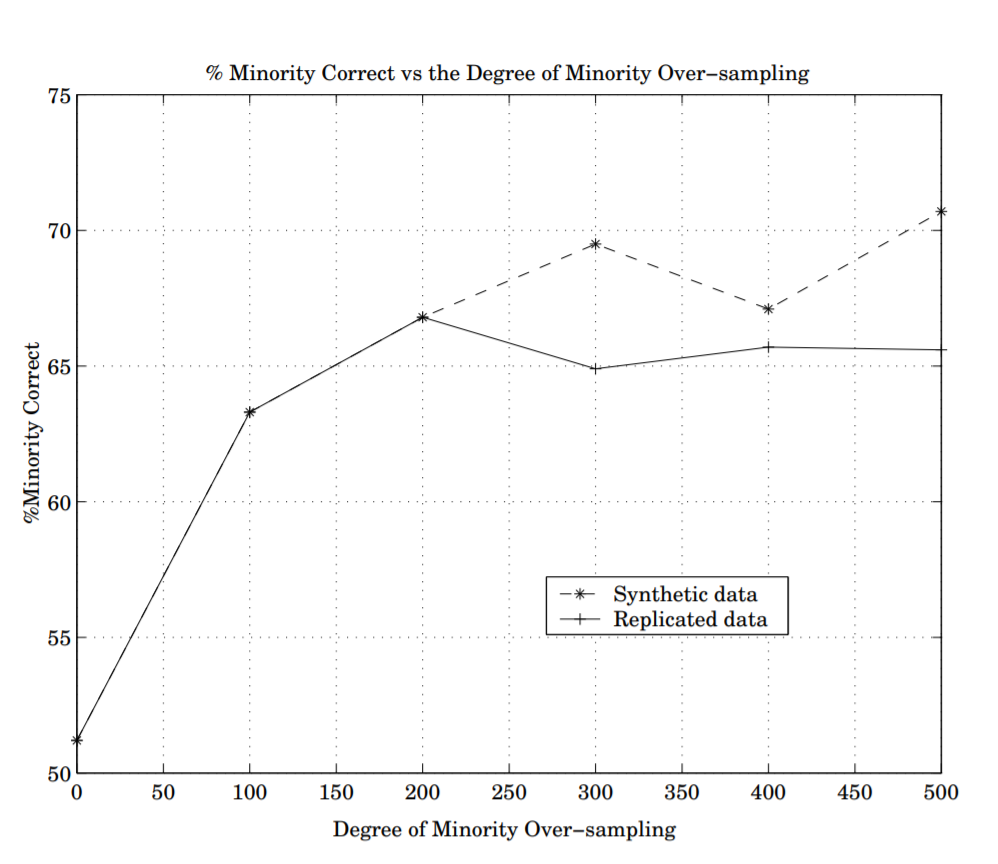 % Minority Correct vs the Degree of Minority Over−sampling
75
70
65
60
55
50
%Minority Correct
Synthetic data
Replicated data
0 50 100 150 200 250 300 350 400 450 500
Degree of Minority Over−sampling